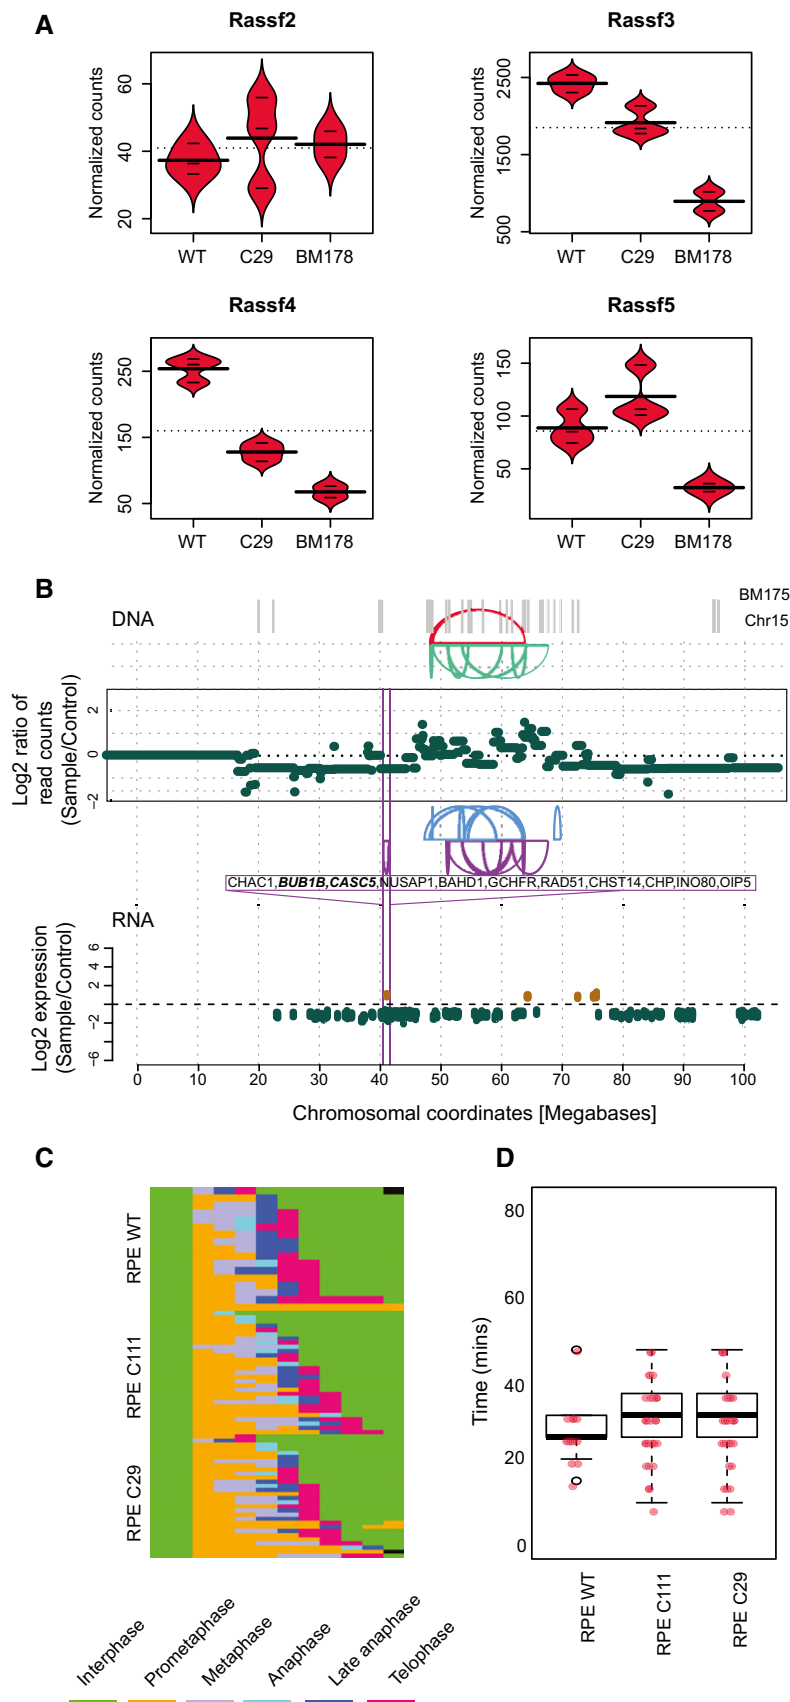 A
Rassf2
Normalized counts
60
40
20
WT C29 BM178
Rassf3
Normalized counts
2500
1500
500
WT C29 BM178
Rassf4
Normalized counts
250
150
50
WT C29 BM178
Rassf5
Normalized counts
150
100
50
WT C29 BM178
B
BM175
DNA
Chr15
Log2 ratio of
read counts
(Sample/Control)
2
0
−2
CHAC1,BUB1B,CASC5,NUSAP1,BAHD1,GCHFR,RAD51,CHST14,CHP,INO80,OIP5
RNA
Log2 expression
(Sample/Control)
6
4
2
−2
−6
0 10 20 30 40 50 60 70 80 90 100
Chromosomal coordinates [Megabases]
C
RPE WT
RPE C111
RPE C29
Interphase
Prometaphase
Metaphase
Anaphase
Late anaphase
Telophase
D
Time (mins)
80
60
40
20
0
RPE WT
RPE C111
RPE C29